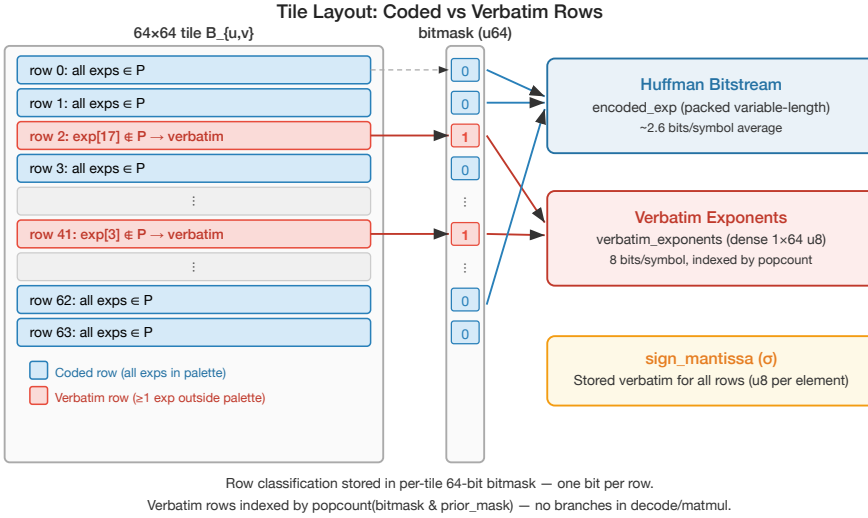 Tile Layout: Coded vs Verbatim Rows
64×64 tile B_{u,v}
bitmask (u64)
row 0: all exps ∈ P
0
row 1: all exps ∈ P
0
row 2: exp[17] ∉ P → verbatim
1
row 3: all exps ∈ P
0
⋮
⋮
row 41: exp[3] ∉ P → verbatim
1
⋮
⋮
row 62: all exps ∈ P
0
row 63: all exps ∈ P
0
Coded row (all exps in palette)
Verbatim row (≥1 exp outside palette)
Huffman Bitstream
encoded_exp (packed variable-length)
~2.6 bits/symbol average
Verbatim Exponents
verbatim_exponents (dense 1×64 u8)
8 bits/symbol, indexed by popcount
sign_mantissa (σ)
Stored verbatim for all rows (u8 per element)
Row classification stored in per-tile 64-bit bitmask — one bit per row.
Verbatim rows indexed by popcount(bitmask & prior_mask) — no branches in decode/matmul.